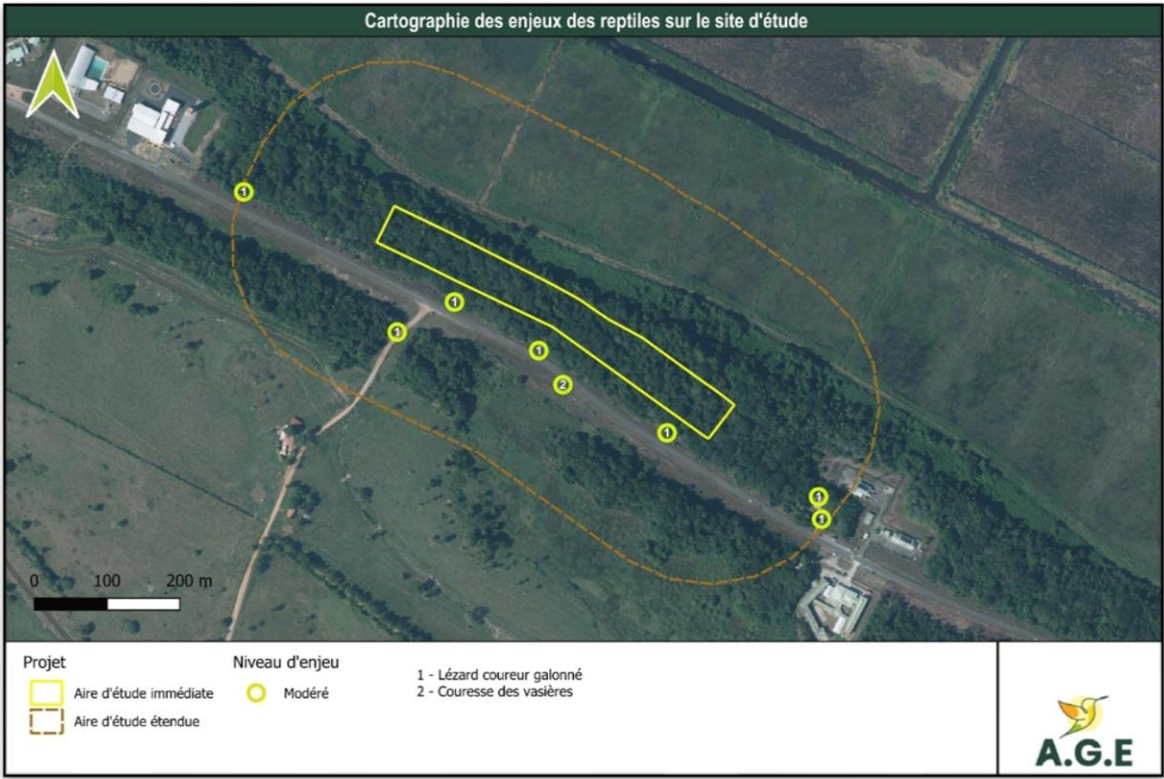 Cartographie des enjeux des reptiles sur le site d'étude
1
1
1
1
2
1
1
1
0 100 200 m
Projet
Aire d'étude immédiate
Aire d'étude étendue
Niveau d'enjeu
Modéré
1 - Lézard coureur galonné
2 - Couresse des vasières
A.G.E